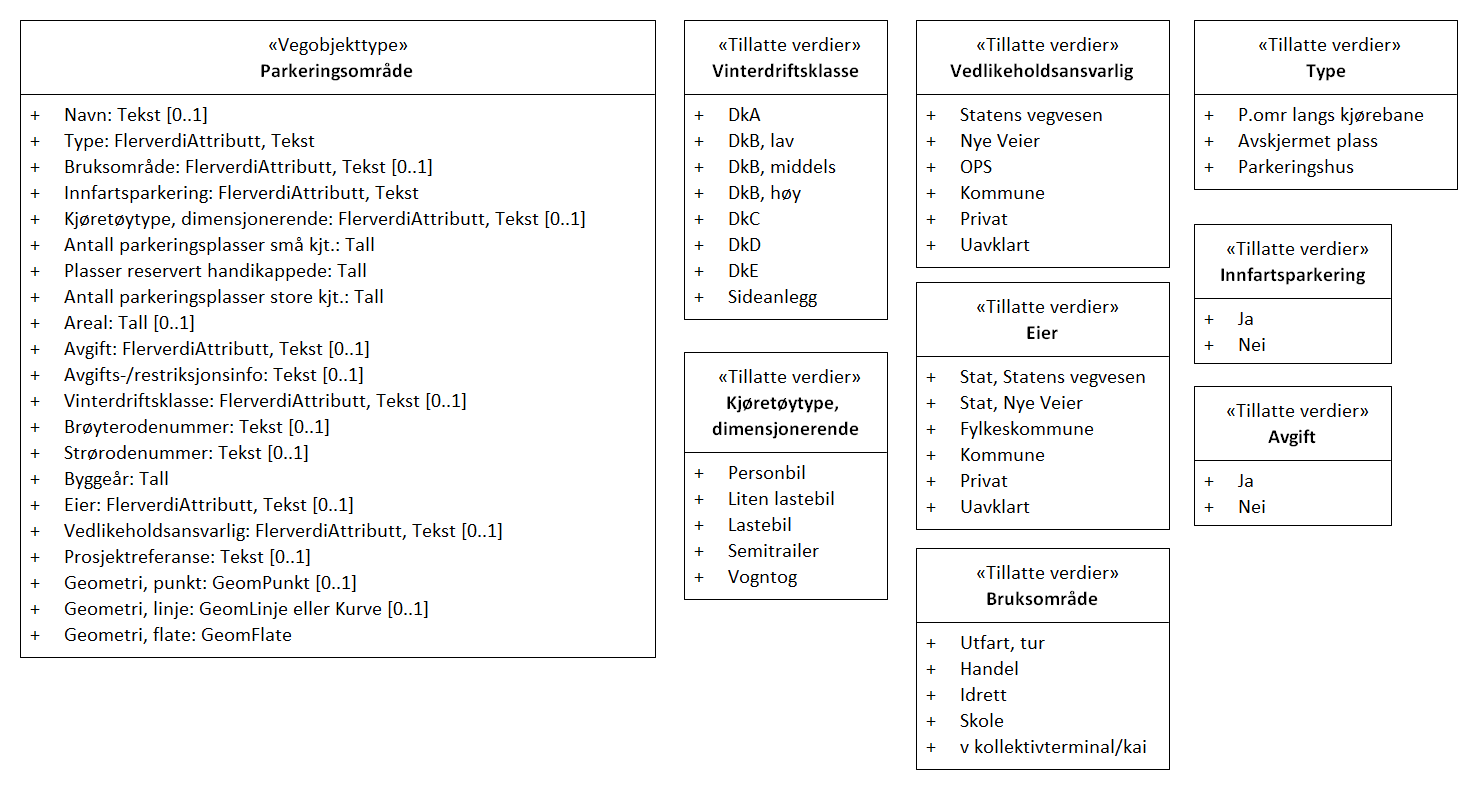 «Vegobjekttype»
Parkeringsområde
+ Navn: Tekst [0..1]
+ Type: FlerverdiAttributt, Tekst
+ Bruksområde: FlerverdiAttributt, Tekst [0..1]
+ Innfartsparkering: FlerverdiAttributt, Tekst
+ Kjøretøytype, dimensjonerende: FlerverdiAttributt, Tekst [0..1]
+ Antall parkeringsplasser små kjt.: Tall
+ Plasser reservert handikappede: Tall
+ Antall parkeringsplasser store kjt.: Tall
+ Areal: Tall [0..1]
+ Avgift: FlerverdiAttributt, Tekst [0..1]
+ Avgifts-/restriksjonsinfo: Tekst [0..1]
+ Vinterdriftsklasse: FlerverdiAttributt, Tekst [0..1]
+ Brøyterodenummer: Tekst [0..1]
+ Strørodenummer: Tekst [0..1]
+ Byggeår: Tall
+ Eier: FlerverdiAttributt, Tekst [0..1]
+ Vedlikeholdsansvarlig: FlerverdiAttributt, Tekst [0..1]
+ Prosjektreferanse: Tekst [0..1]
+ Geometri, punkt: GeomPunkt [0..1]
+ Geometri, linje: GeomLinje eller Kurve [0..1]
+ Geometri, flate: GeomFlate
«Tillatte verdier»
Vinterdriftsklasse
+ DkA
+ DkB, lav
+ DkB, middels
+ DkB, høy
+ DkC
+ DkD
+ DkE
+ Sideanlegg
«Tillatte verdier»
Kjøretøytype,
dimensjonerende
+ Personbil
+ Liten lastebil
+ Lastebil
+ Semitrailer
+ Vogntog
«Tillatte verdier»
Vedlikeholdsansvarlig
+ Statens vegvesen
+ Nye Veier
+ OPS
+ Kommune
+ Privat
+ Uavklart
«Tillatte verdier»
Eier
+ Stat, Statens vegvesen
+ Stat, Nye Veier
+ Fylkeskommune
+ Kommune
+ Privat
+ Uavklart
«Tillatte verdier»
Bruksområde
+ Utfart, tur
+ Handel
+ Idrett
+ Skole
+ v kollektivterminal/kai
«Tillatte verdier»
Type
+ P.omr langs kjørebane
+ Avskjermet plass
+ Parkeringshus
«Tillatte verdier»
Innfartsparkering
+ Ja
+ Nei
«Tillatte verdier»
Avgift
+ Ja
+ Nei